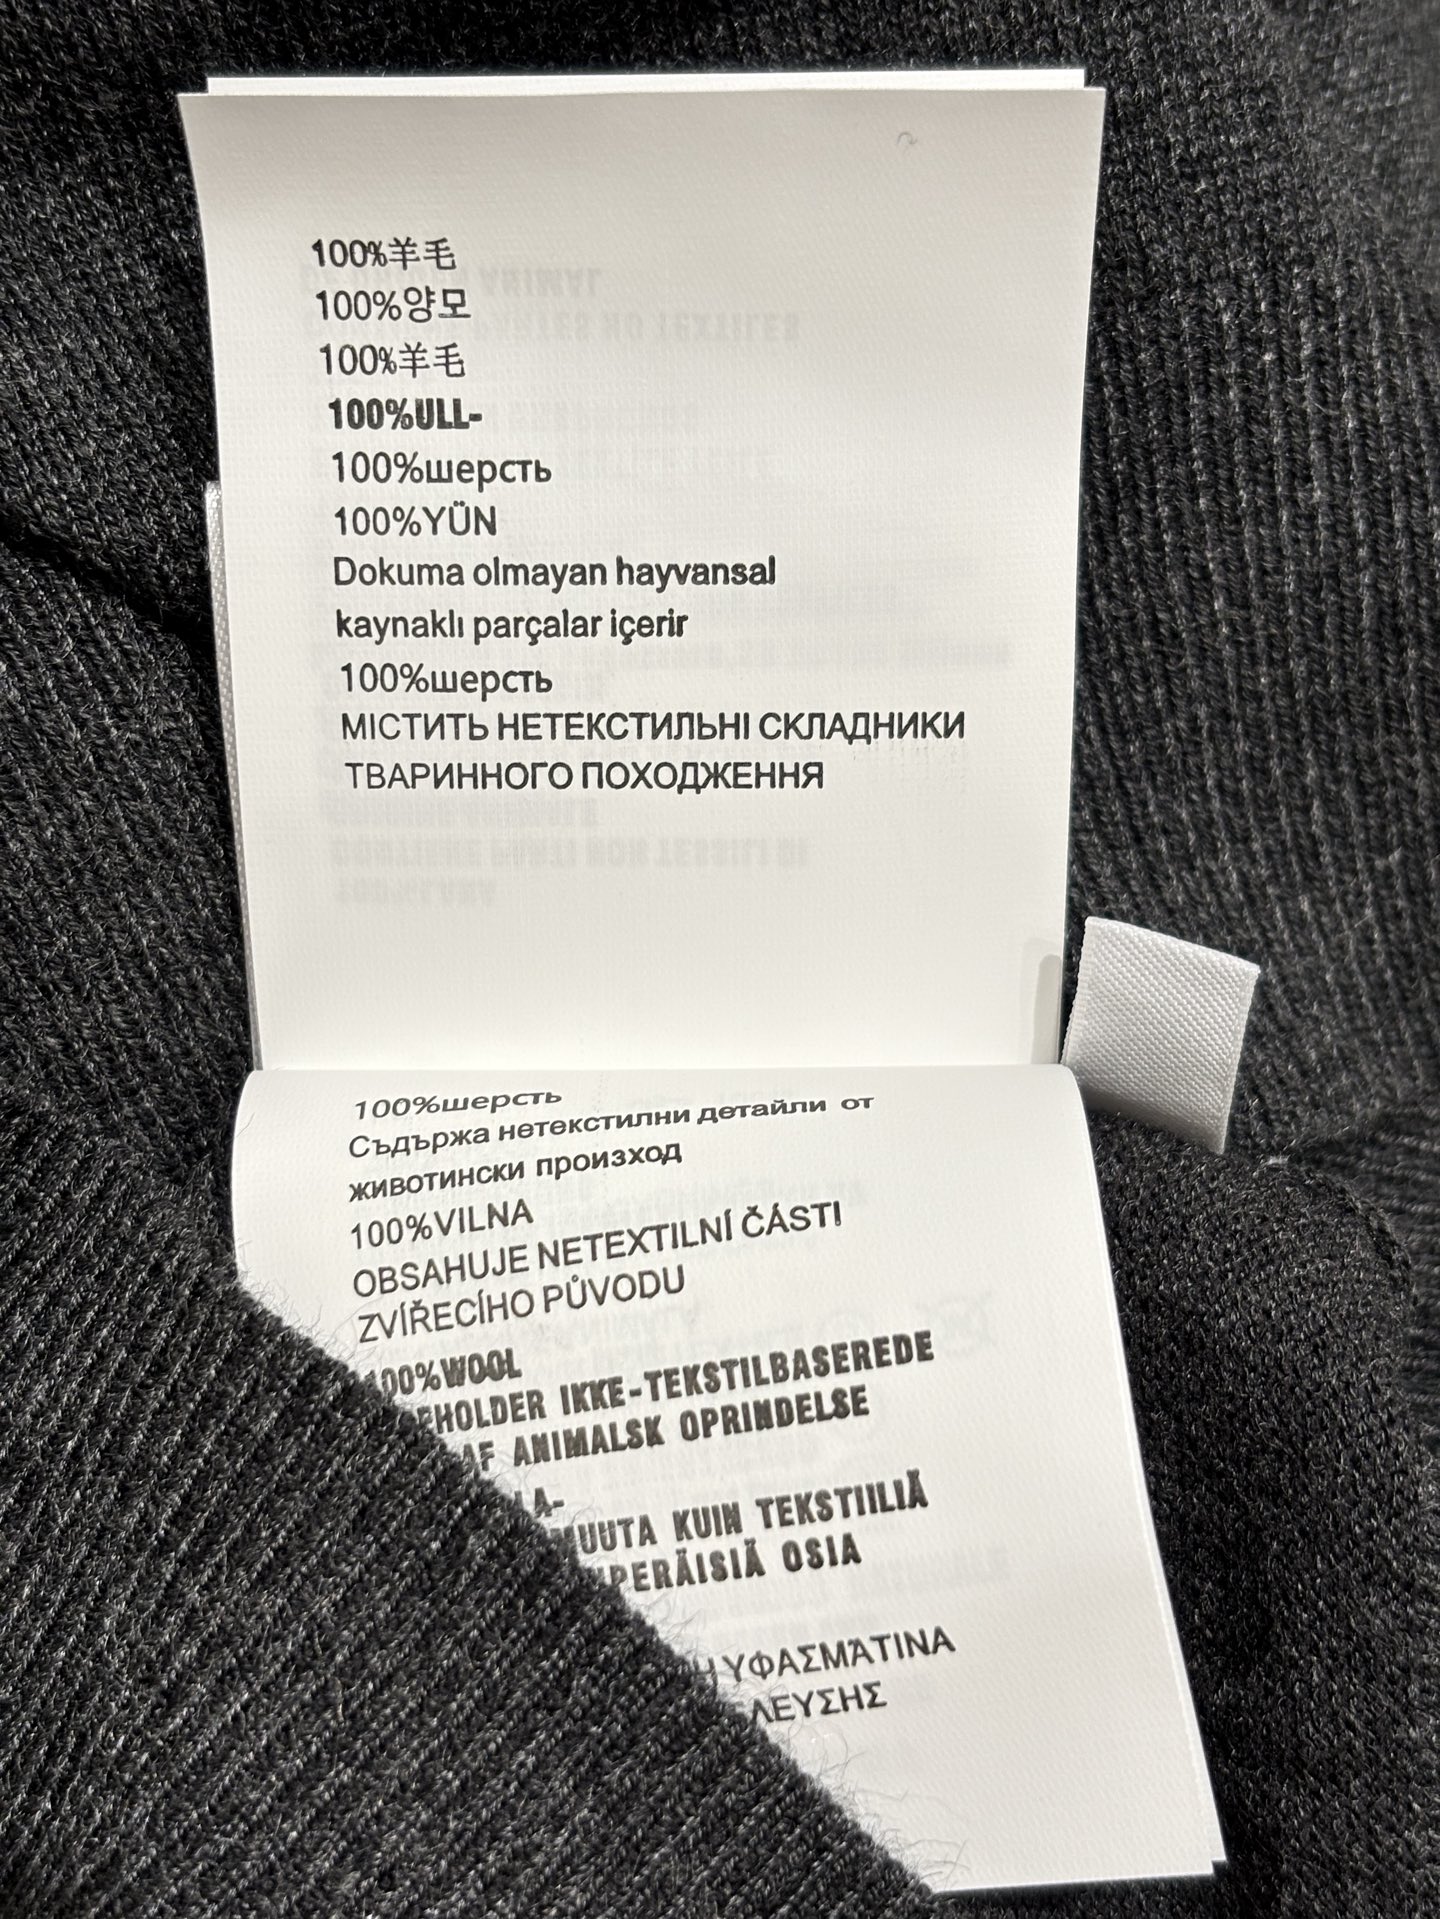 100%羊毛
100%양모
100%羊毛
100%ULL-
100%шерсть
100%YÜN
Dokuma olmayan hayvansal
kaynaklı parçalar içerir
100%шерсть
МІСТИТЬ НЕТЕКСТИЛЬНІ СКЛАДНИКИ
ТВАРИННОГО ПОХОДЖЕННЯ
100%шерсть
Съдържа нетекстилни детайли от
животински произход
100%VILNA
OBSAHUJE NETEXTILNÍ ČÁSTI
ZVÍŘECÍHO PŮVODU
100%WOOL
IKKE-TEKSTILBASEREDE
AF ANIMALSK OPRINDELSE
KUIN TEKSTIILIÄ
OSIA
ΥΦΑΣΜΆΤΙΝΑ